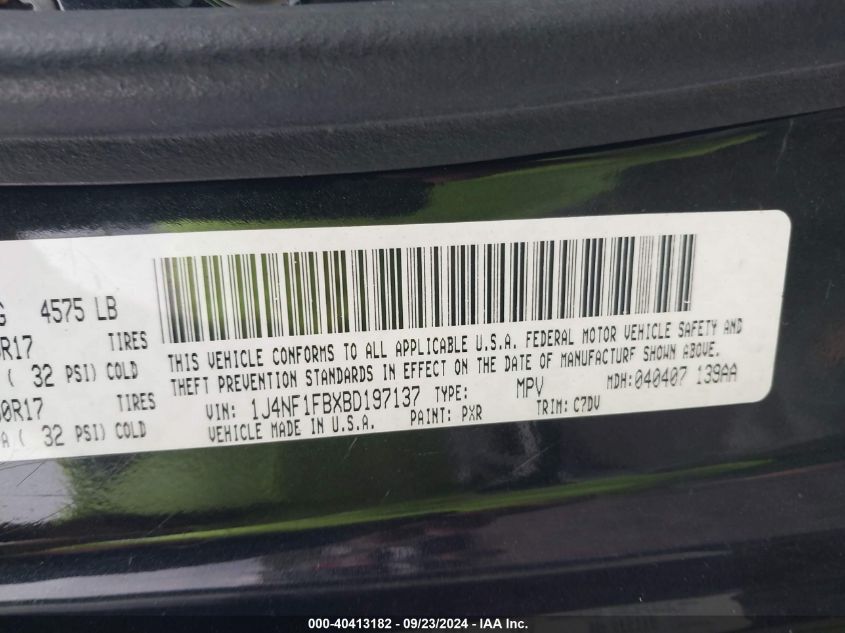 G 4575 LB
R17 TIRES
( 32 PSI) COLD
0R17 TIRES
A ( 32 PSI) COLD
THIS VEHICLE CONFORMS TO ALL APPLICABLE U.S.A. FEDERAL MOTOR VEHICLE SAFETY AND
THEFT PREVENTION STANDARDS IN EFFECT ON THE DATE OF MANUFACTURE SHOWN ABOVE.
VIN: 1J4NF1FBXBD197137 TYPE: MPV MDH:040407 139AA
VEHICLE MADE IN U.S.A. PAINT: PXR TRIM: C7DV
000-40413182 - 09/23/2024 - IAA Inc.